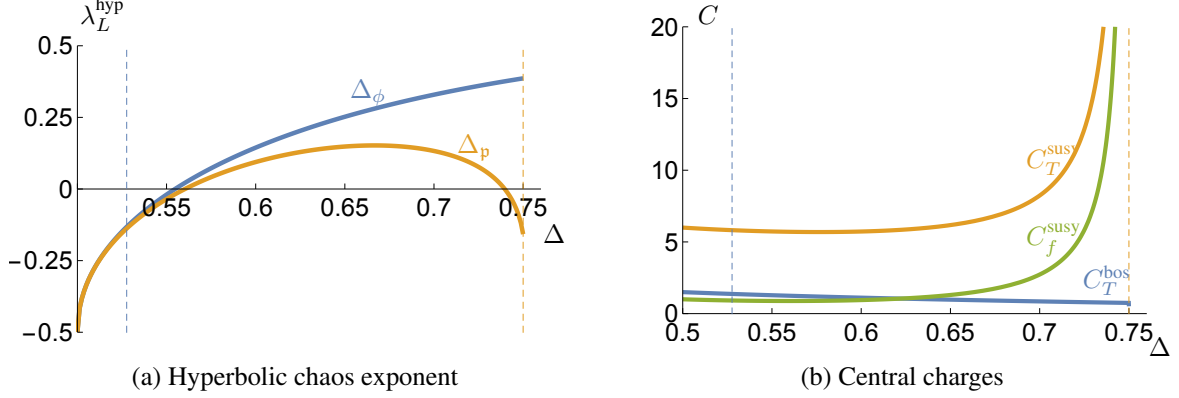 λ_L^hyp
0.5
0.25
0
−0.25
−0.5
0.55
0.6
0.65
0.7
0.75
Δ
Δ_ϕ
Δ_p
(a) Hyperbolic chaos exponent
C
20
15
10
5
0
0.5
0.55
0.6
0.65
0.7
0.75
Δ
C_T^susy
C_f^susy
C_T^bos
(b) Central charges